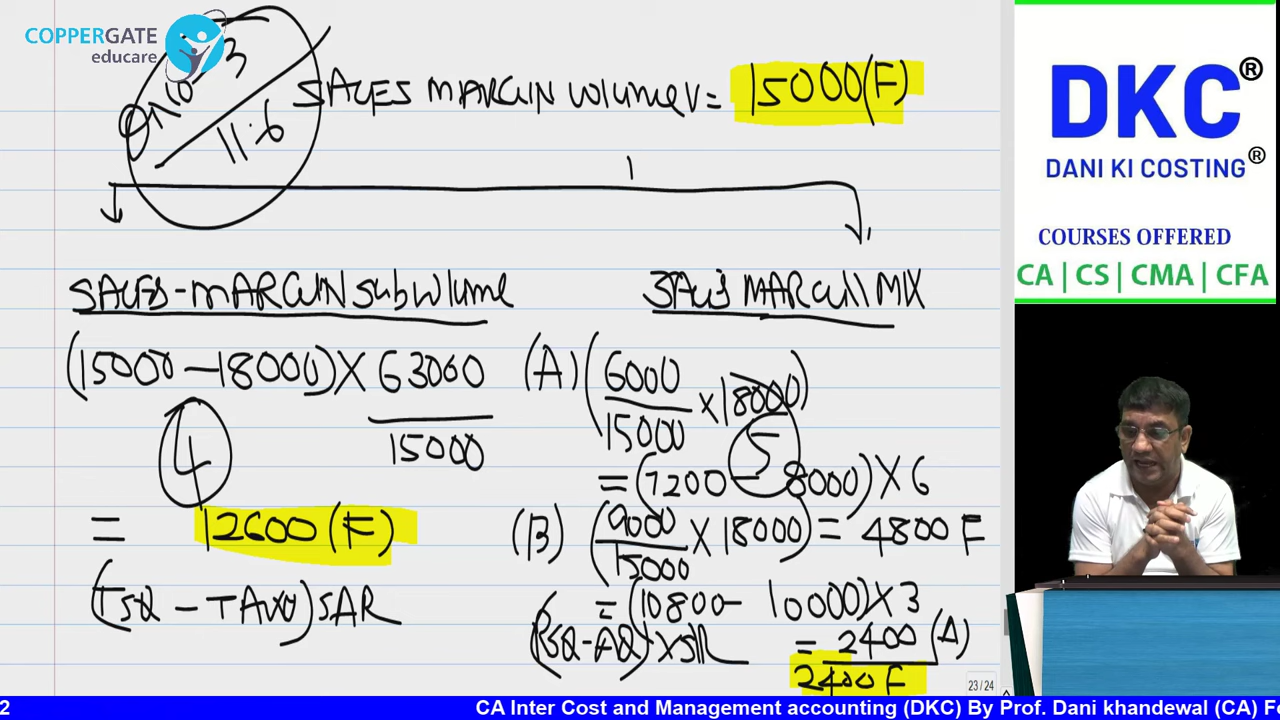 COPPERGATE
educare
3
11:6
SALES MARGIN volume V = 15000(F)
SALES-MARGIN sub volume
(15000 - 18000) X 63000
15000
4
= 12600 (F)
(TSQ - TAQ) SAR
SALES MARGIN MIX
(A) (6000
15000 X 18000)
5
= (7200 - 8000) X 6
= 4800 F
(B) (9000
15000 X 18000)
= (10800 - 10000) X 3
= 2400 (A)
(RSQ-AQ) X SR
2400 F
23 / 24
DKC®
DANI KI COSTING®
COURSES OFFERED
CA | CS | CMA | CFA
2 CA Inter Cost and Management accounting (DKC) By Prof. Dani khandewal (CA) Fo